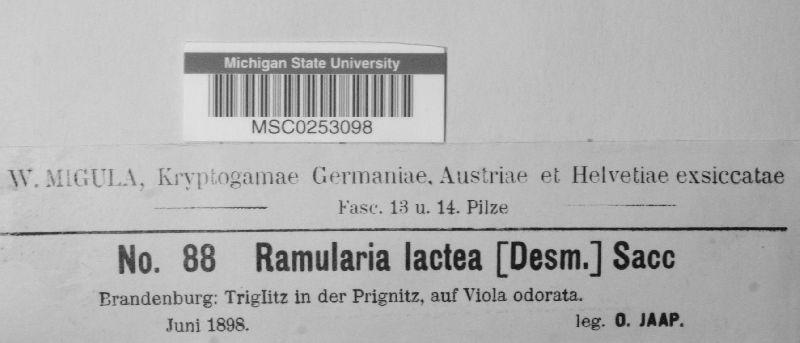 Michigan State University
MSC0253098
W. MIGULA, Kryptogamae Germaniae, Austriae et Helvetiae exsiccatae
Fasc. 13 u. 14. Pilze
No. 88 Ramularia lactea [Desm.] Sacc
Brandenburg: Triglitz in der Prignitz, auf Viola odorata.
Juni 1898. leg. O. JAAP.